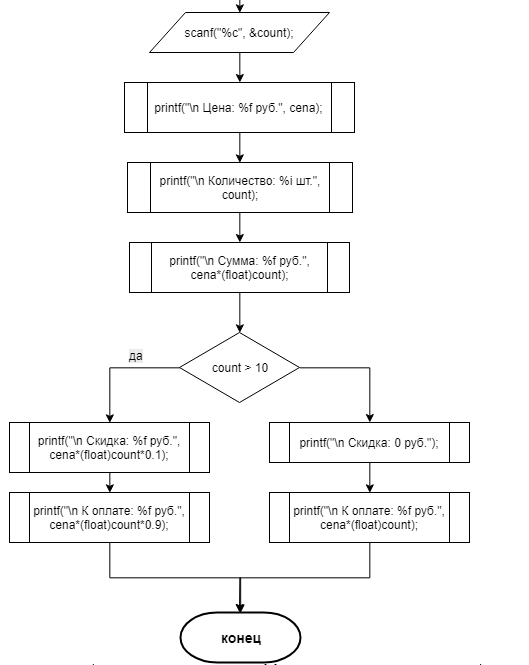 scanf("%c", &count);
printf("\n Цена: %f руб.", cena);
printf("\n Количество: %i шт.",
count);
printf("\n Сумма: %f руб.",
cena*(float)count);
да
count > 10
printf("\n Скидка: %f руб.",
cena*(float)count*0.1);
printf("\n Скидка: 0 руб.");
printf("\n К оплате: %f руб.",
cena*(float)count*0.9);
printf("\n К оплате: %f руб.",
cena*(float)count);
конец